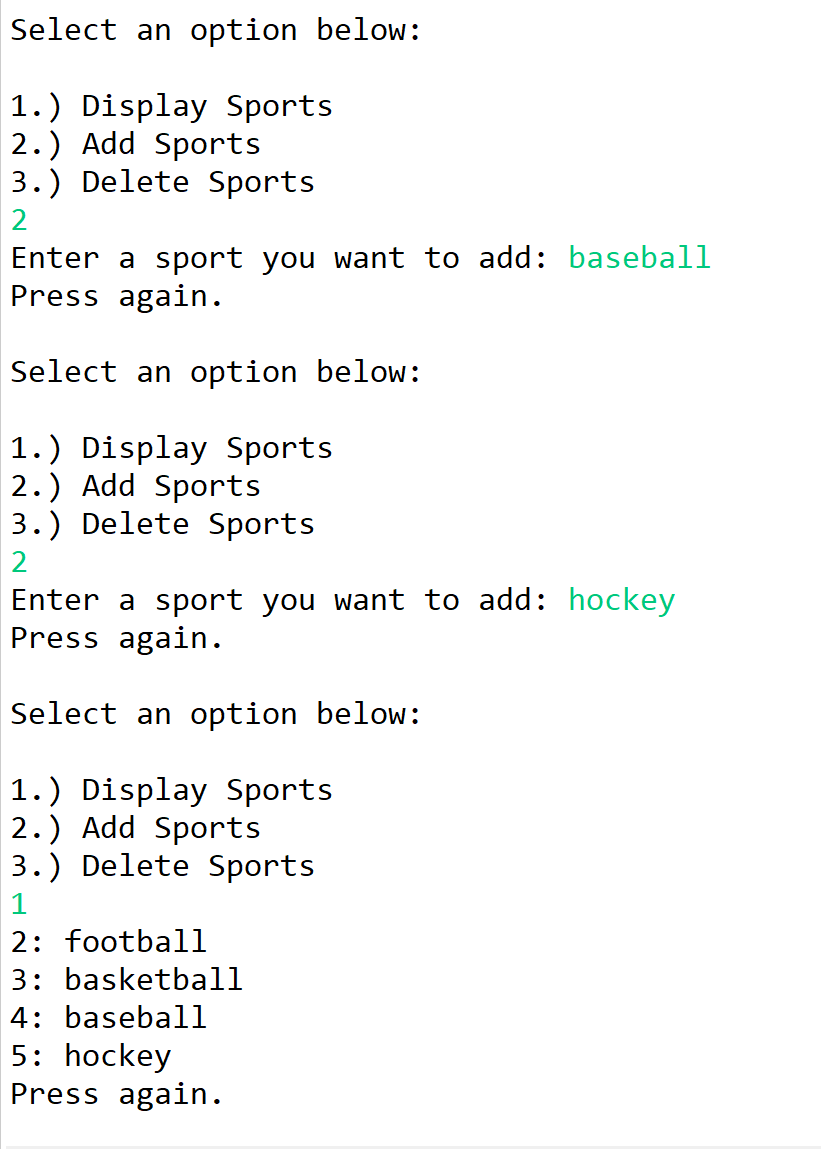 Select an option below:
1.) Display Sports
2.) Add Sports
3.) Delete Sports
2
Enter a sport you want to add: baseball
Press again.
Select an option below:
1.) Display Sports
2.) Add Sports
3.) Delete Sports
2
Enter a sport you want to add: hockey
Press again.
Select an option below:
1.) Display Sports
2.) Add Sports
3.) Delete Sports
1
2: football
3: basketball
4: baseball
5: hockey
Press again.